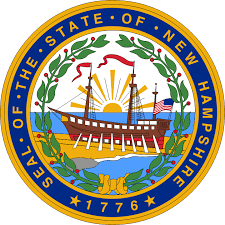 SEAL · OF · THE · STATE · OF · NEW HAMPSHIRE
★ 1776 ★